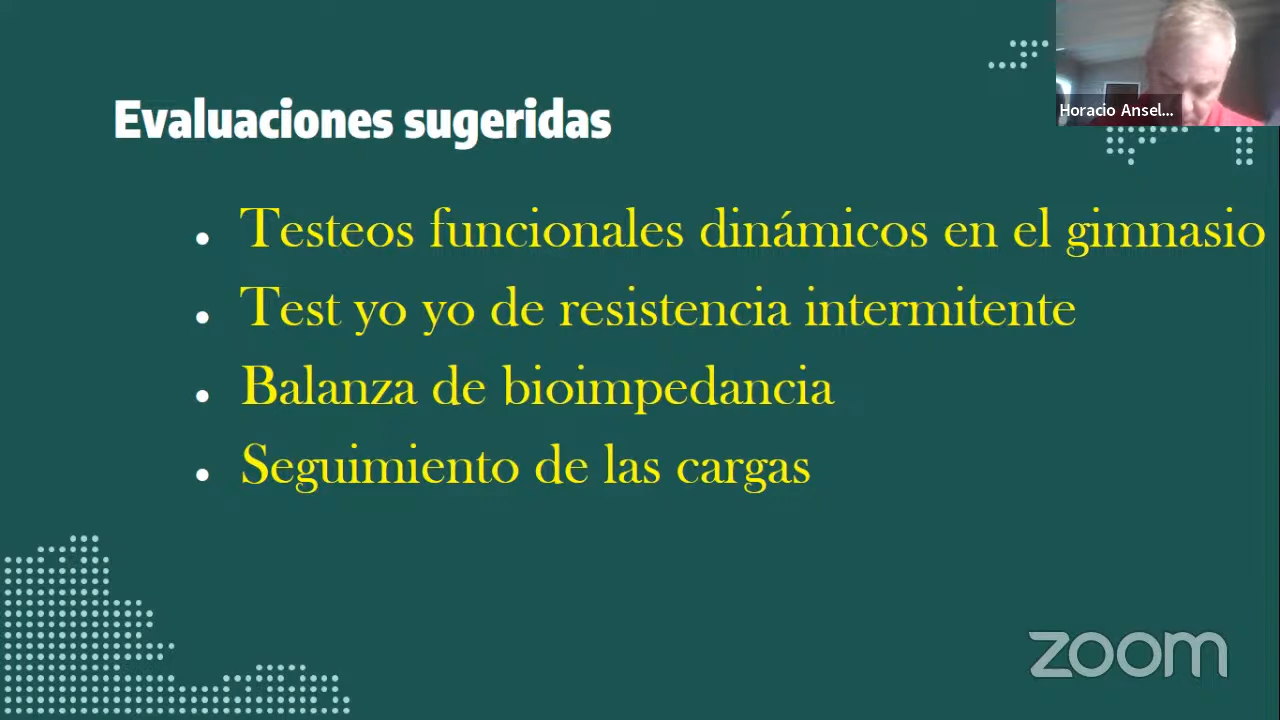 Horacio Ansel...
Evaluaciones sugeridas
• Testeos funcionales dinámicos en el gimnasio
• Test yo yo de resistencia intermitente
• Balanza de bioimpedancia
• Seguimiento de las cargas
zoom